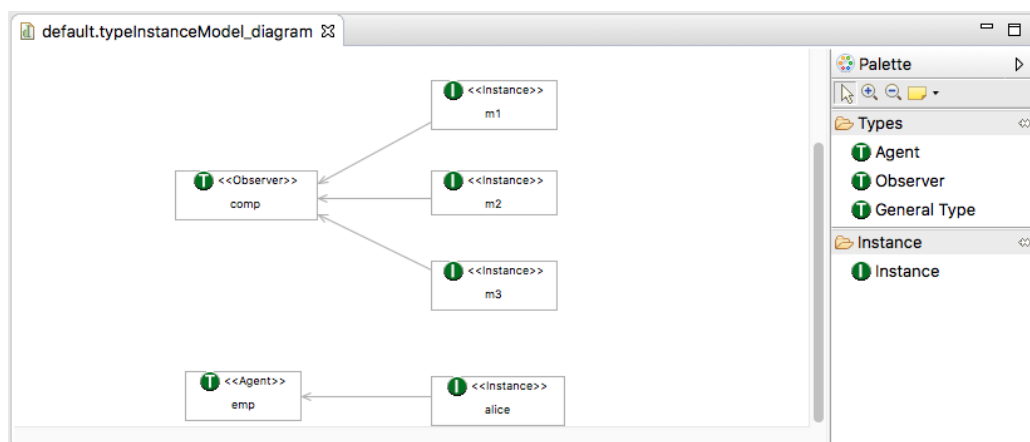 default.typeInstanceModel_diagram
<<Instance>>
m1
<<Observer>>
comp
<<Instance>>
m2
<<Instance>>
m3
<<Agent>>
emp
<<Instance>>
alice
Palette
Types
Agent
Observer
General Type
Instance
Instance